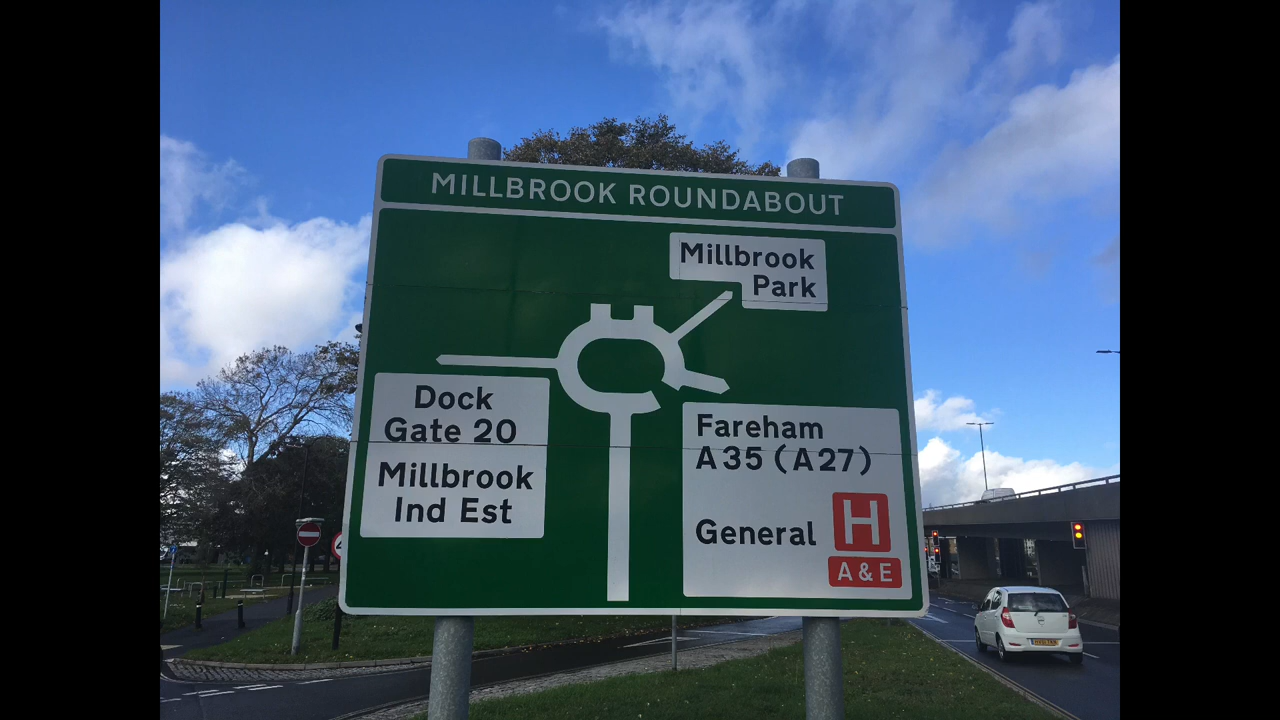 MILLBROOK ROUNDABOUT
Millbrook
Park
Dock
Gate 20
Millbrook
Ind Est
Fareham
A35 (A27)
General H
A & E